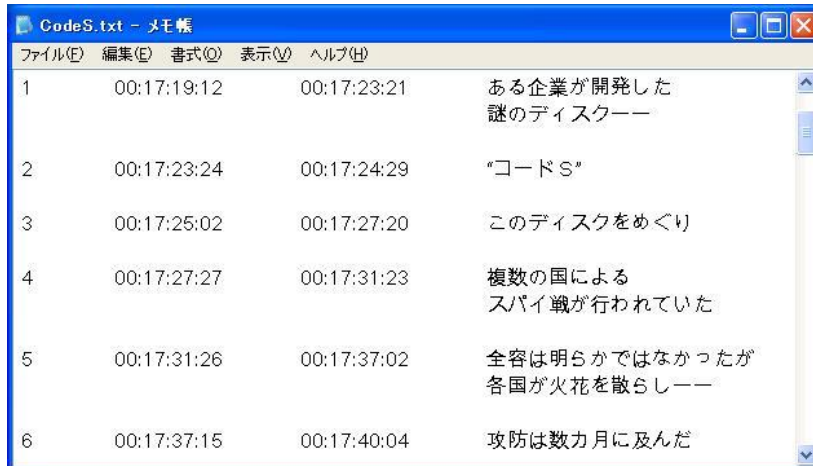 CodeS.txt - メモ帳
ファイル(F) 編集(E) 書式(O) 表示(V) ヘルプ(H)
1 00:17:19:12 00:17:23:21 ある企業が開発した
謎のディスクーー
2 00:17:23:24 00:17:24:29 “コードS”
3 00:17:25:02 00:17:27:20 このディスクをめぐり
4 00:17:27:27 00:17:31:23 複数の国による
スパイ戦が行われていた
5 00:17:31:26 00:17:37:02 全容は明らかではなかったが
各国が火花を散らしーー
6 00:17:37:15 00:17:40:04 攻防は数カ月に及んだ